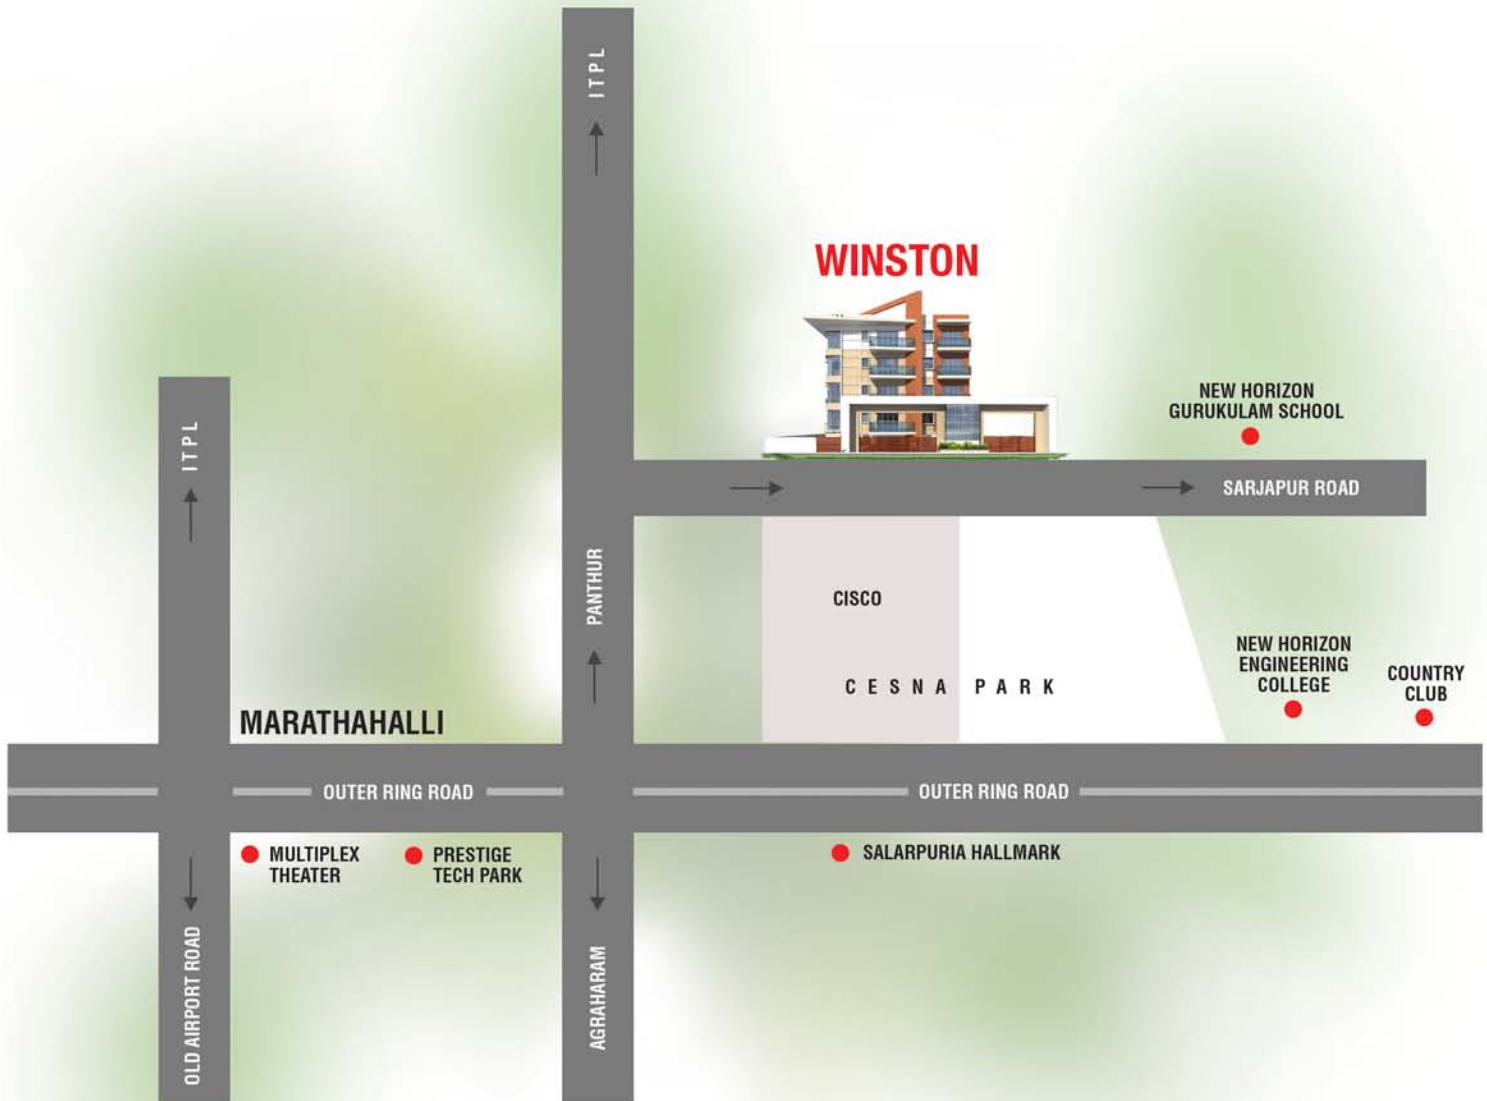 ITPL
WINSTON
NEW HORIZON
GURUKULAM SCHOOL
ITPL
SARJAPUR ROAD
PANTHUR
CISCO
NEW HORIZON
ENGINEERING
COLLEGE
COUNTRY
CLUB
CESNA PARK
MARATHAHALLI
OUTER RING ROAD
OUTER RING ROAD
MULTIPLEX
THEATER
PRESTIGE
TECH PARK
SALARPURIA HALLMARK
OLD AIRPORT ROAD
AGRAHARAM